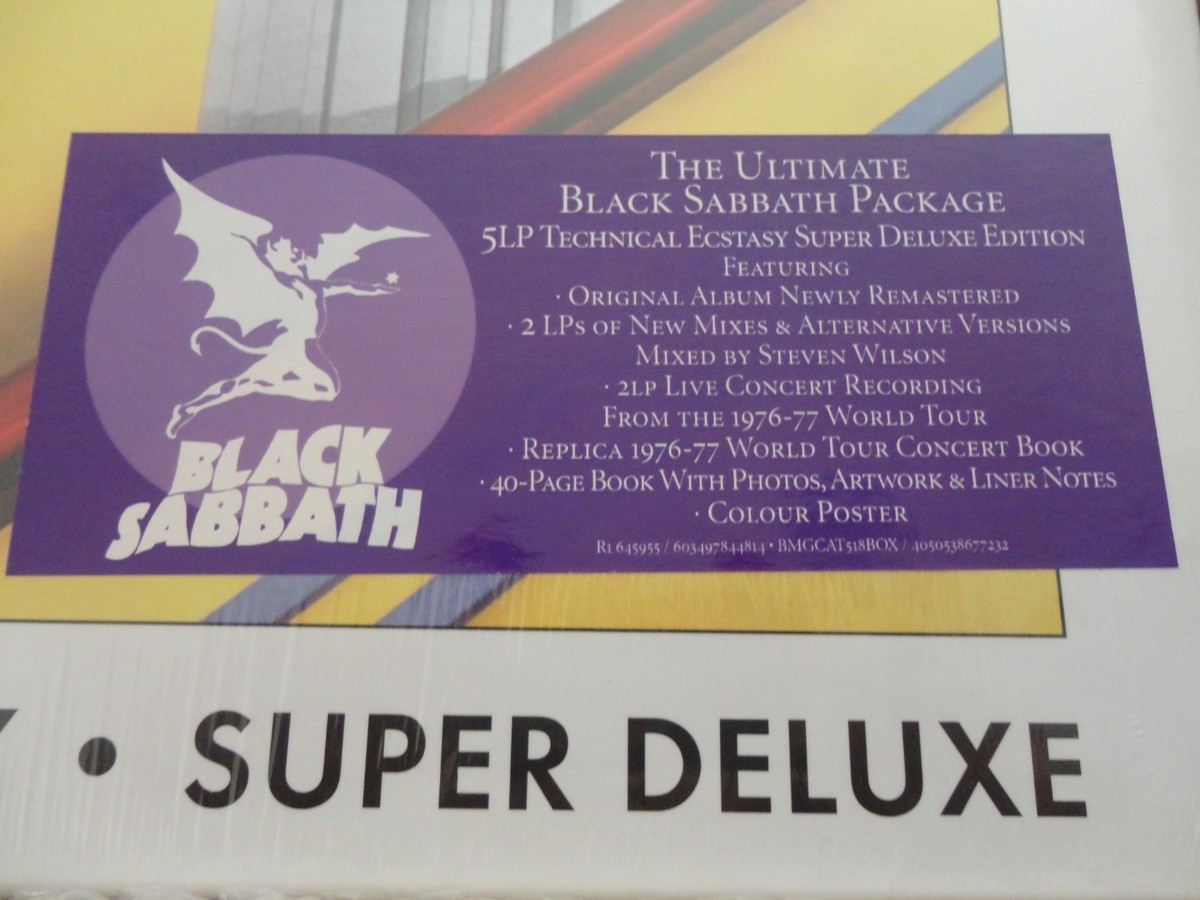 BLACK
SABBATH
THE ULTIMATE
BLACK SABBATH PACKAGE
5LP TECHNICAL ECSTASY SUPER DELUXE EDITION
FEATURING
· ORIGINAL ALBUM NEWLY REMASTERED
· 2 LPS OF NEW MIXES & ALTERNATIVE VERSIONS
MIXED BY STEVEN WILSON
· 2LP LIVE CONCERT RECORDING
FROM THE 1976-77 WORLD TOUR
· REPLICA 1976-77 WORLD TOUR CONCERT BOOK
· 40-PAGE BOOK WITH PHOTOS, ARTWORK & LINER NOTES
· COLOUR POSTER
R1 645955 / 603497844814 • BMGCAT518BOX / 4050538677232
• SUPER DELUXE